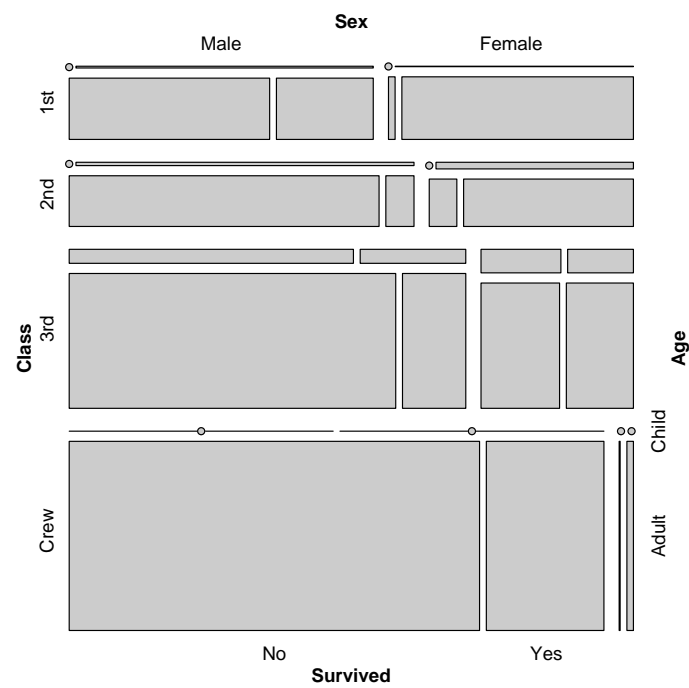 Sex
Male Female
1st
2nd
3rd
Crew
Class
Age
Child
Adult
No Yes
Survived